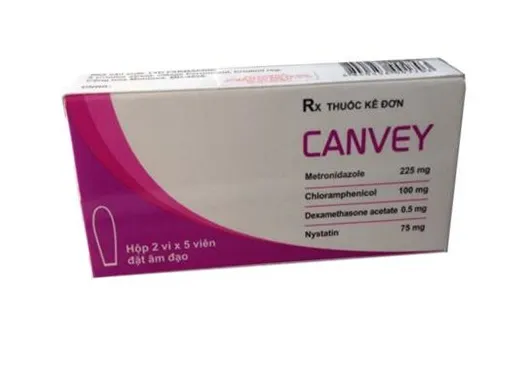 Rx THUỐC KÊ ĐƠN
CANVEY
Metronidazole 225 mg
Chloramphenicol 100 mg
Dexamethasone acetate 0.5 mg
Nystatin 75 mg
Hộp 2 vỉ x 5 viên
đặt âm đạo